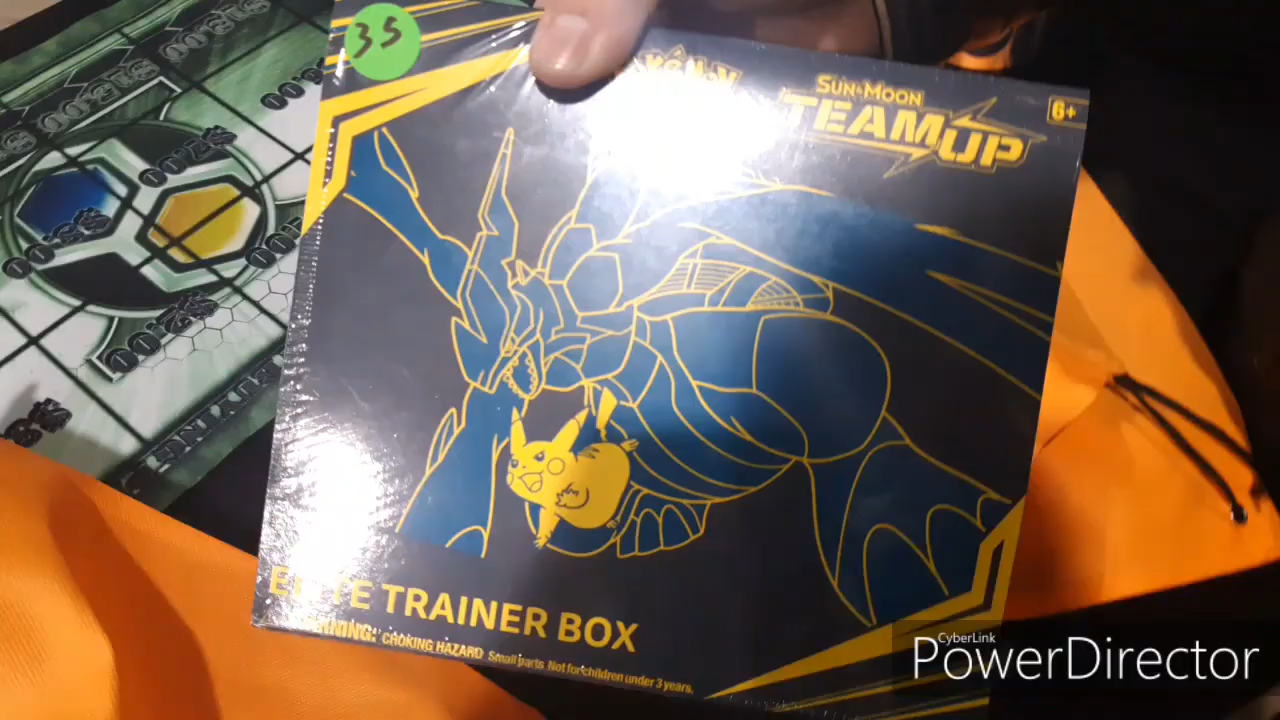 35
SUN & MOON
TEAM UP
6+
ELITE TRAINER BOX
WARNING: CHOKING HAZARD Small parts. Not for children under 3 years.
CyberLink
PowerDirector